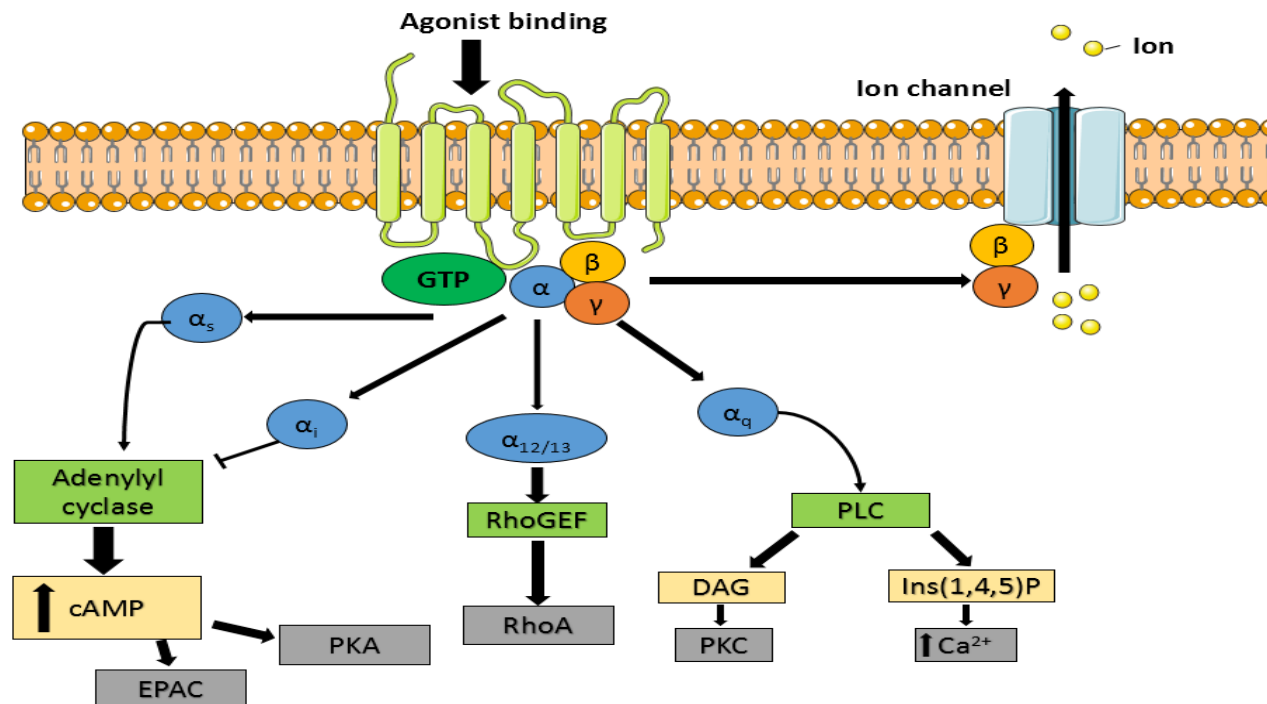 Agonist binding
Ion
Ion channel
GTP
α
β
γ
β
γ
αs
αi
α12/13
αq
Adenylyl
cyclase
RhoGEF
PLC
cAMP
DAG
Ins(1,4,5)P
PKA
RhoA
PKC
Ca²⁺
EPAC